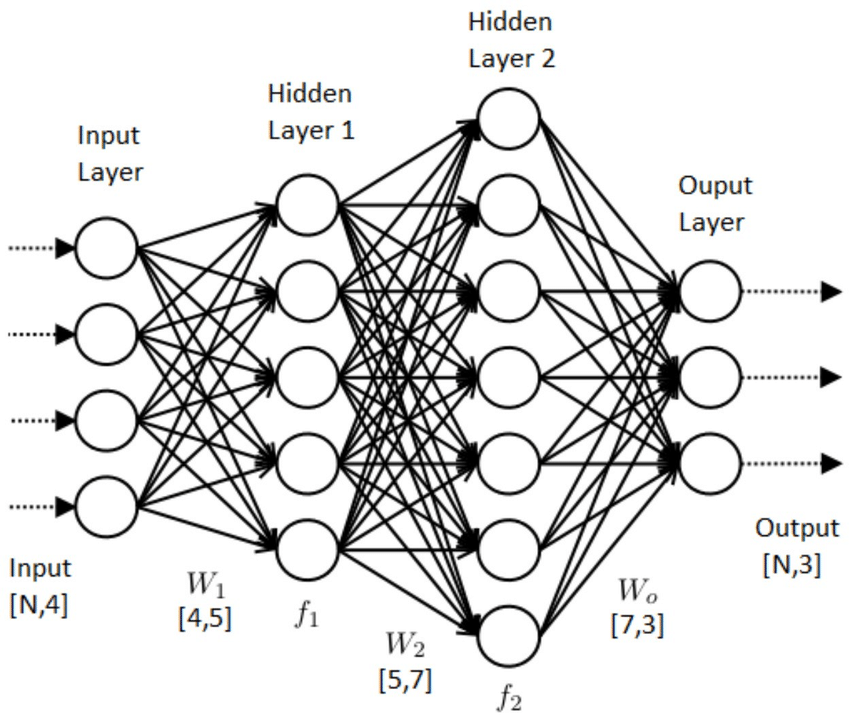 Hidden
Layer 2
Hidden
Layer 1
Input
Layer
Ouput
Layer
Input
[N,4]
W₁
[4,5]
f₁
W₂
[5,7]
f₂
Wₒ
[7,3]
Output
[N,3]